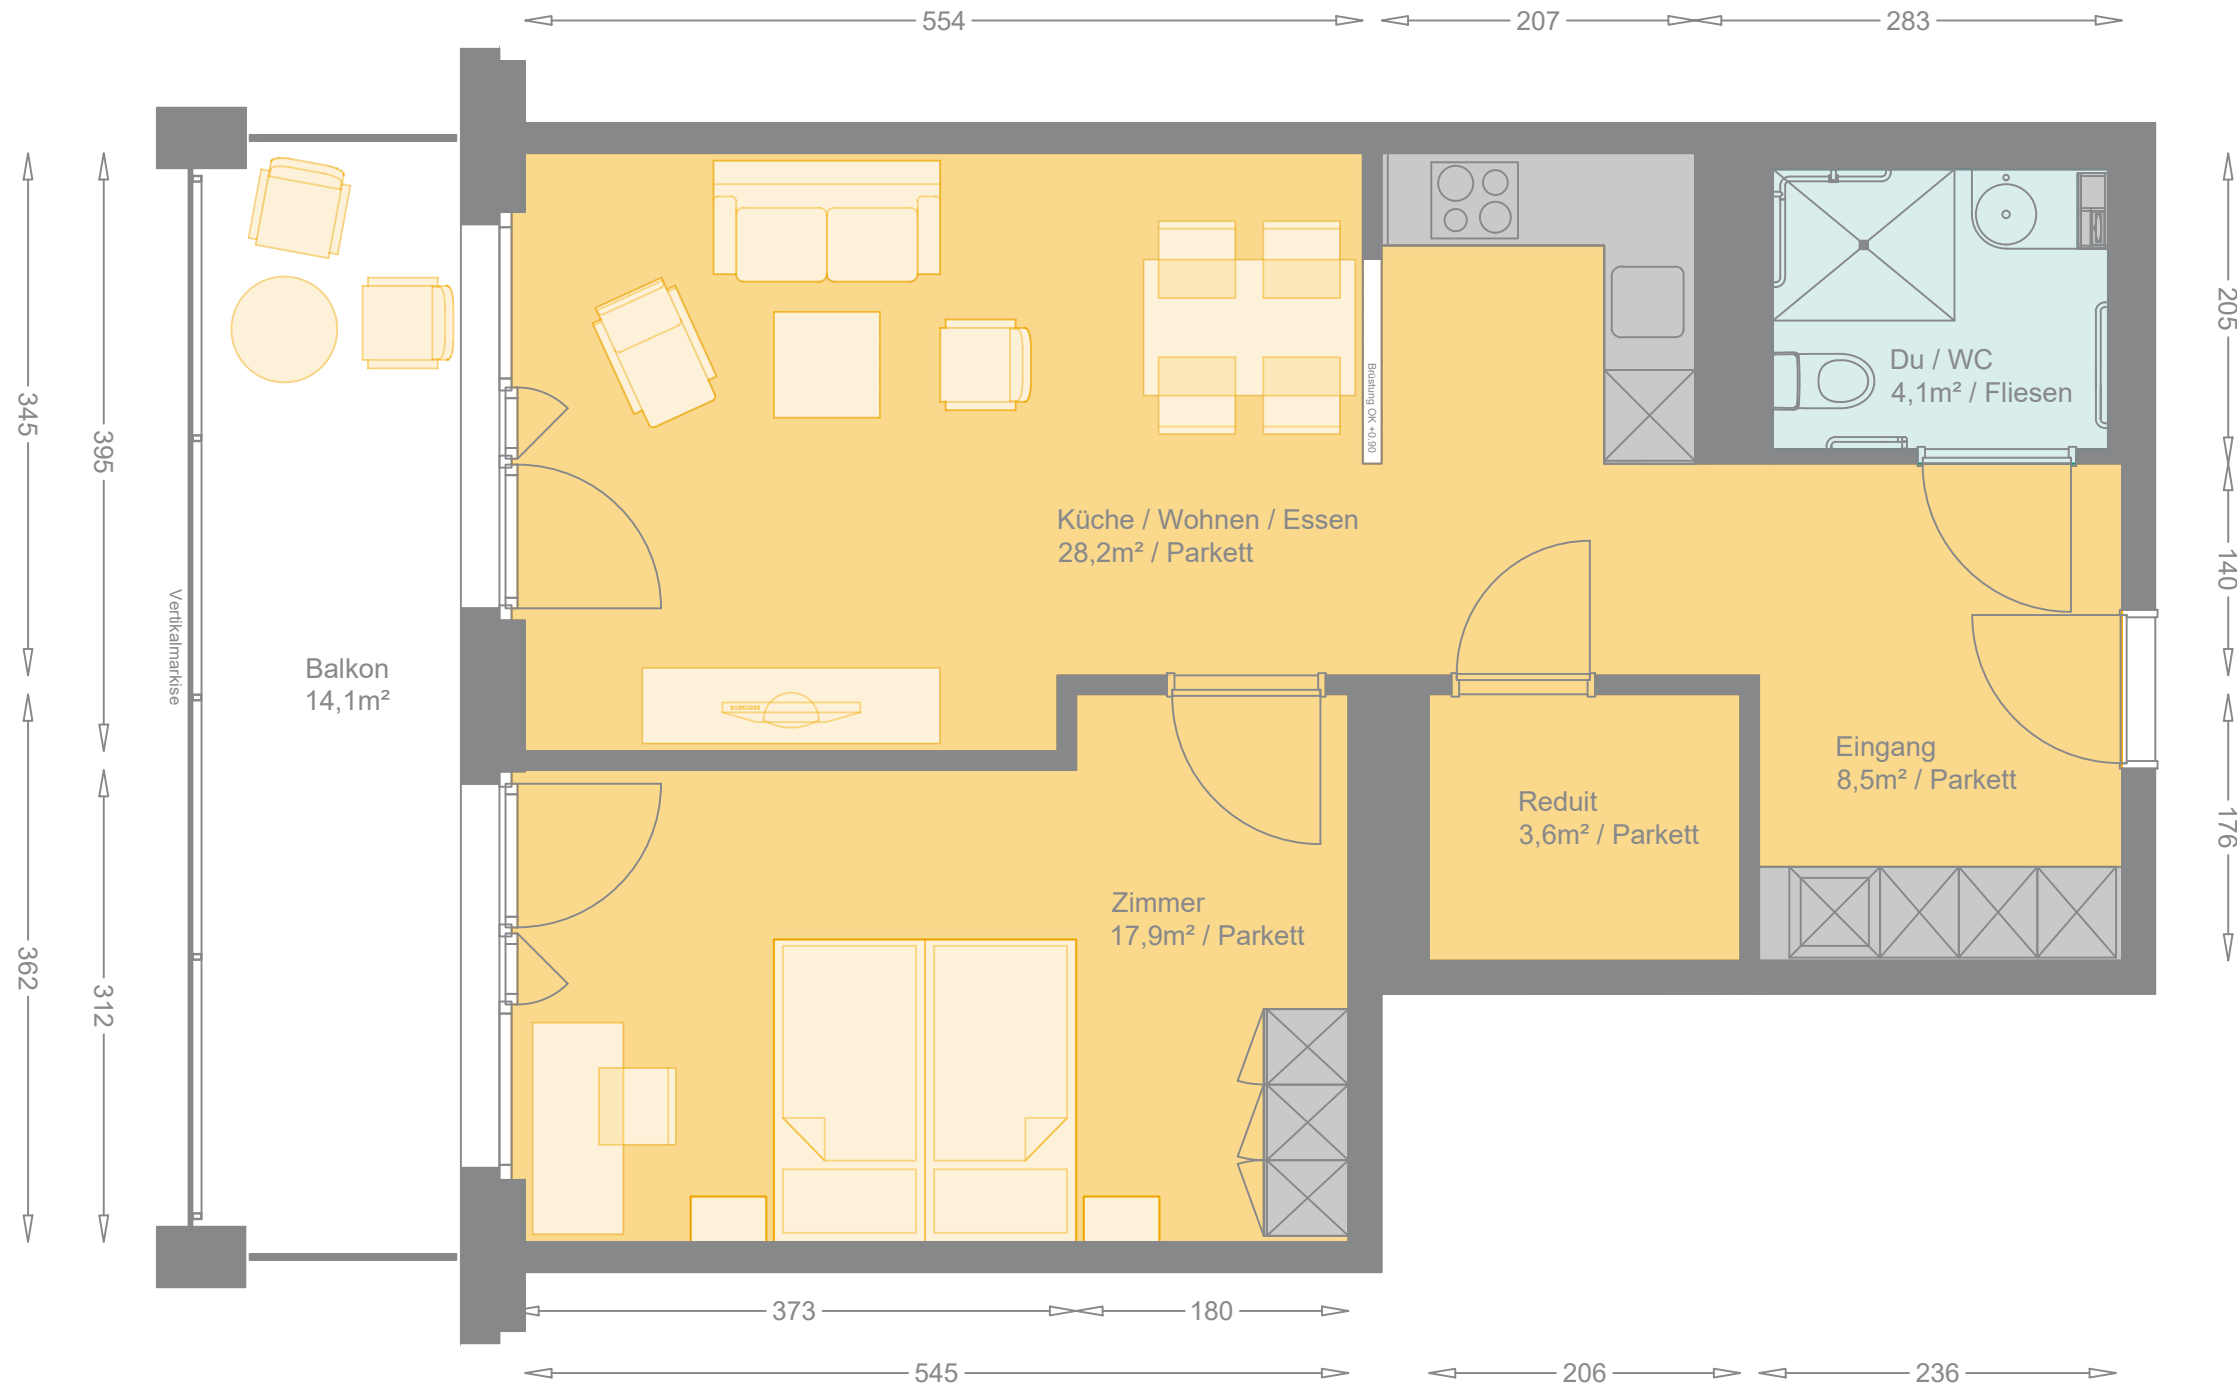 554
207
283
345
395
362
312
205
140
176
Brüstung OK +0.90
Vertikalmarkise
Du / WC
4,1m² / Fliesen
Küche / Wohnen / Essen
28,2m² / Parkett
Balkon
14,1m²
Eingang
8,5m² / Parkett
Reduit
3,6m² / Parkett
Zimmer
17,9m² / Parkett
373
180
545
206
236